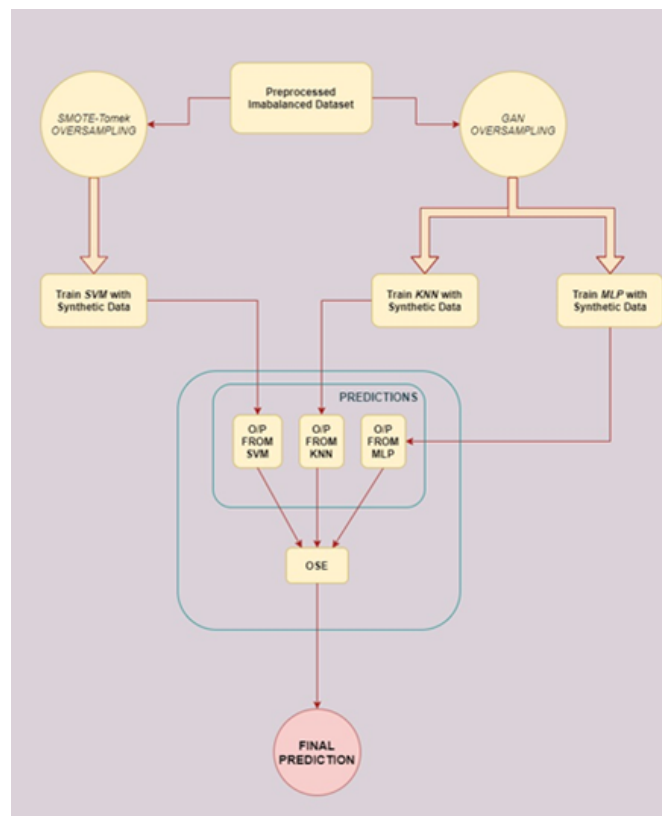 Preprocessed
Imabalanced Dataset
SMOTE-Tomek
OVERSAMPLING
GAN
OVERSAMPLING
Train SVM with
Synthetic Data
Train KNN with
Synthetic Data
Train MLP with
Synthetic Data
PREDICTIONS
O/P
FROM
SVM
O/P
FROM
KNN
O/P
FROM
MLP
OSE
FINAL
PREDICTION